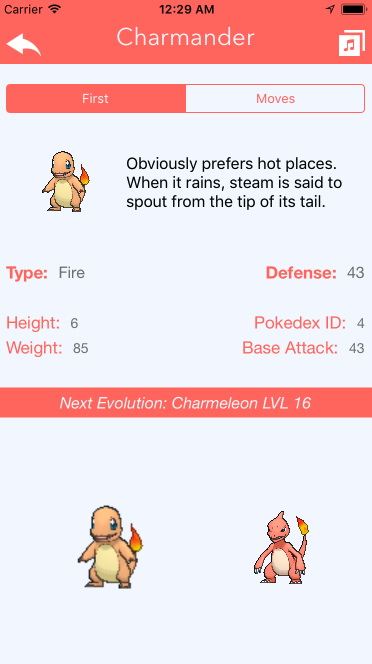 Carrier 12:29 AM
Charmander
First Moves
Obviously prefers hot places.
When it rains, steam is said to
spout from the tip of its tail.
Type: Fire Defense: 43
Height: 6 Pokedex ID: 4
Weight: 85 Base Attack: 43
Next Evolution: Charmeleon LVL 16